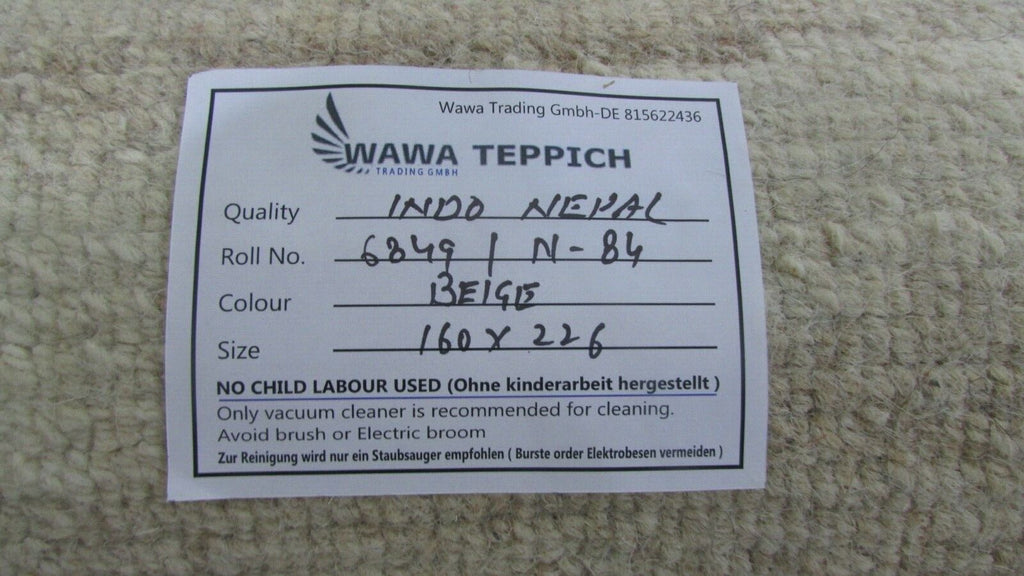 Wawa Trading Gmbh-DE 815622436
WAWA TEPPICH
TRADING GMBH
Quality INDO NEPAL
Roll No. 6849 / N-84
Colour BEIGE
Size 160 x 226
NO CHILD LABOUR USED (Ohne kinderarbeit hergestellt )
Only vacuum cleaner is recommended for cleaning.
Avoid brush or Electric broom
Zur Reinigung wird nur ein Staubsauger empfohlen ( Burste order Elektrobesen vermeiden )